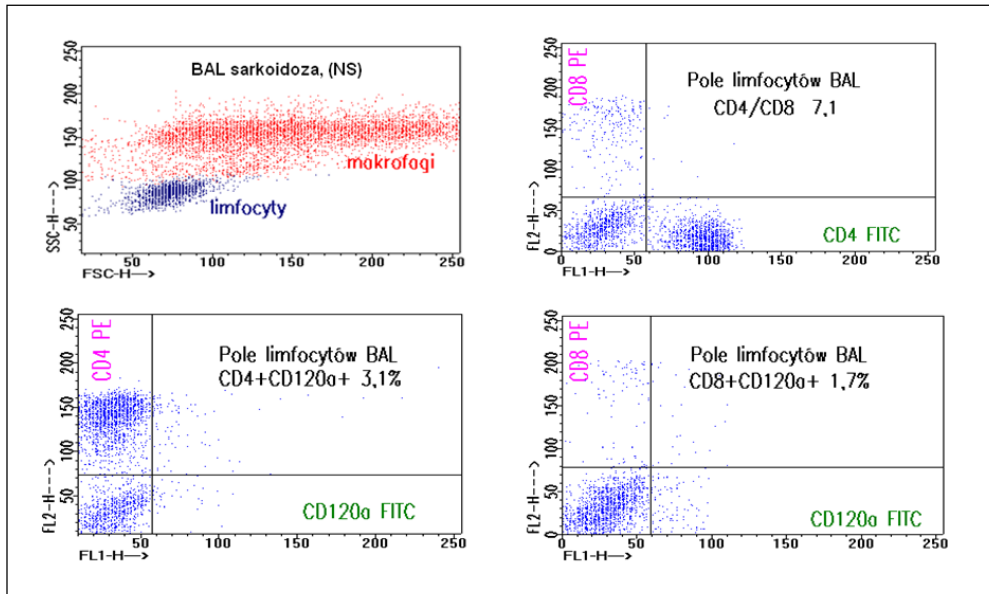 BAL sarkoidoza, (NS)
makrofagi
limfocyty
SSC-H--->
250
200
150
100
50
50
100
150
200
250
FSC-H--->
CD8 PE
Pole limfocytów BAL
CD4/CD8 7,1
CD4 FITC
FL2-H--->
250
200
150
100
50
0
0
50
100
150
200
250
FL1-H--->
CD4 PE
Pole limfocytów BAL
CD4+CD120a+ 3,1%
CD120a FITC
FL2-H--->
250
200
150
100
50
50
100
150
200
250
FL1-H--->
CD8 PE
Pole limfocytów BAL
CD8+CD120a+ 1,7%
CD120a FITC
FL2-H--->
250
200
150
100
50
0
0
50
100
150
200
250
FL1-H--->